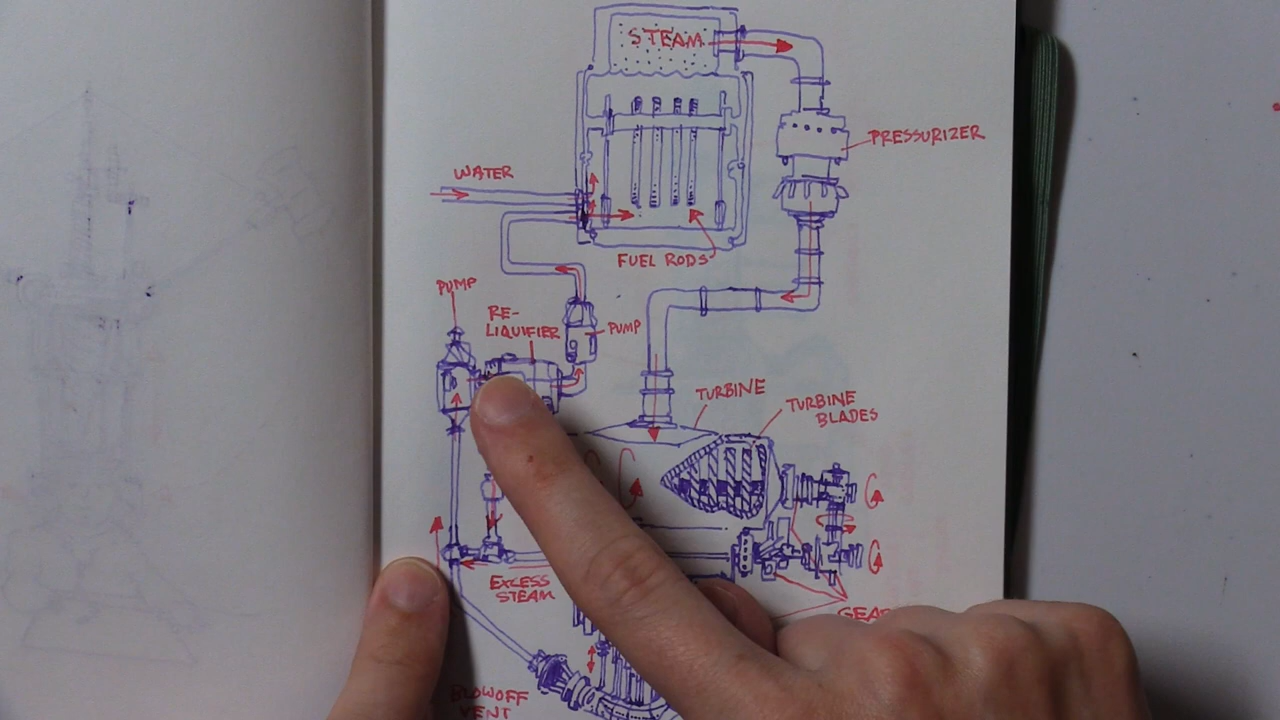 STEAM
PRESSURIZER
WATER
FUEL RODS
PUMP
RE-
LIQUIFIER
PUMP
TURBINE
TURBINE
BLADES
EXCESS
STEAM
BLOWOFF
VENT